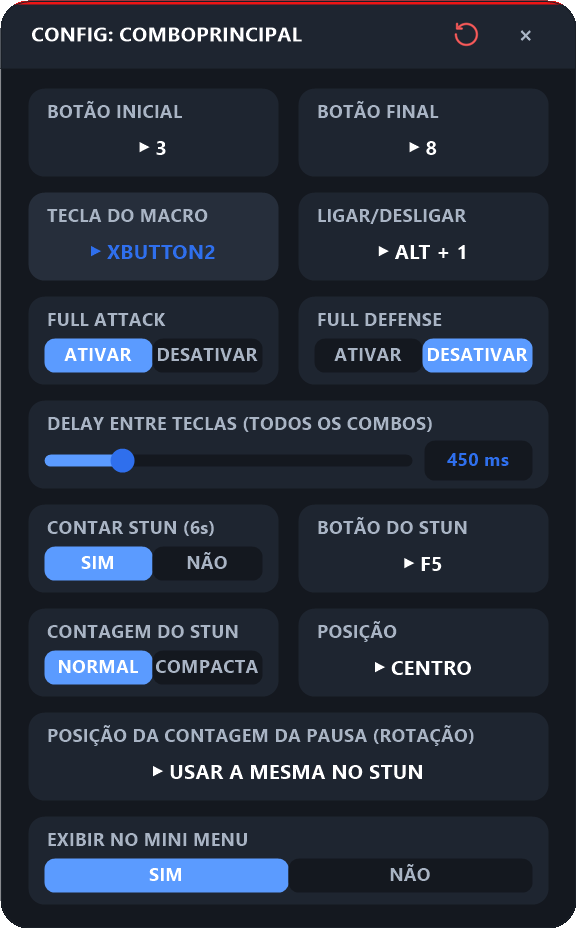 CONFIG: COMBOPRINCIPAL ×
BOTÃO INICIAL
▸ 3
BOTÃO FINAL
▸ 8
TECLA DO MACRO
▸ XBUTTON2
LIGAR/DESLIGAR
▸ ALT + 1
FULL ATTACK
ATIVAR DESATIVAR
FULL DEFENSE
ATIVAR DESATIVAR
DELAY ENTRE TECLAS (TODOS OS COMBOS)
450 ms
CONTAR STUN (6s)
SIM NÃO
BOTÃO DO STUN
▸ F5
CONTAGEM DO STUN
NORMAL COMPACTA
POSIÇÃO
▸ CENTRO
POSIÇÃO DA CONTAGEM DA PAUSA (ROTAÇÃO)
▸ USAR A MESMA NO STUN
EXIBIR NO MINI MENU
SIM NÃO